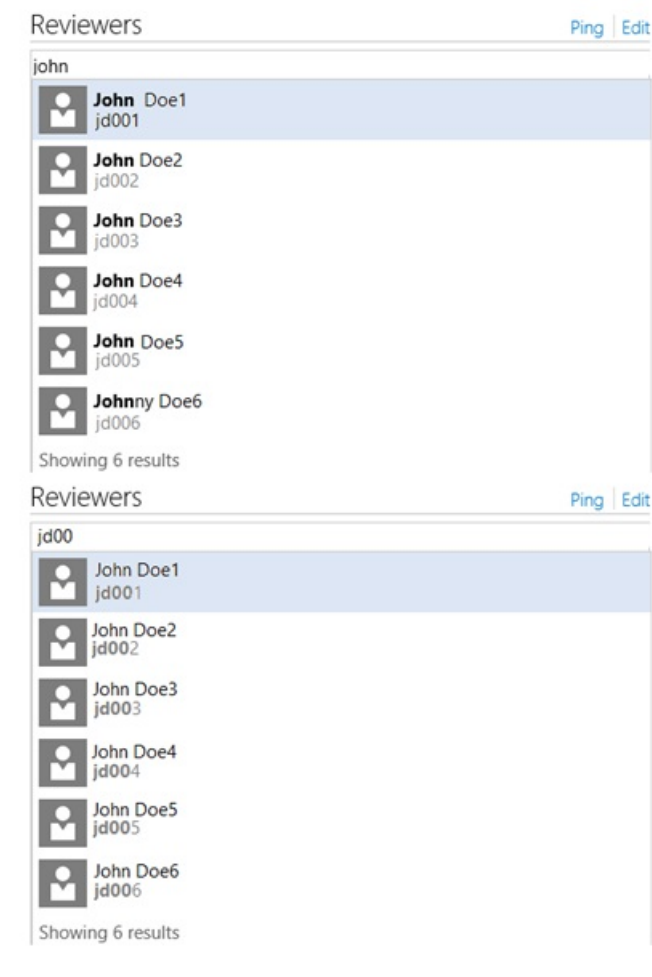 Reviewers Ping Edit
john
John Doe1
jd001
John Doe2
jd002
John Doe3
jd003
John Doe4
jd004
John Doe5
jd005
Johnny Doe6
jd006
Showing 6 results
Reviewers Ping Edit
jd00
John Doe1
jd001
John Doe2
jd002
John Doe3
jd003
John Doe4
jd004
John Doe5
jd005
John Doe6
jd006
Showing 6 results